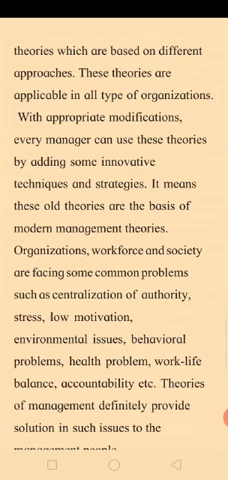 theories which are based on different
approaches. These theories are
applicable in all type of organizations.
With appropriate modifications,
every manager can use these theories
by adding some innovative
techniques and strategies. It means
these old theories are the basis of
modern management theories.
Organizations, workforce and society
are facing some common problems
such as centralization of authority,
stress, low motivation,
environmental issues, behavioral
problems, health problem, work-life
balance, accountability etc. Theories
of management definitely provide
solution in such issues to the
management people